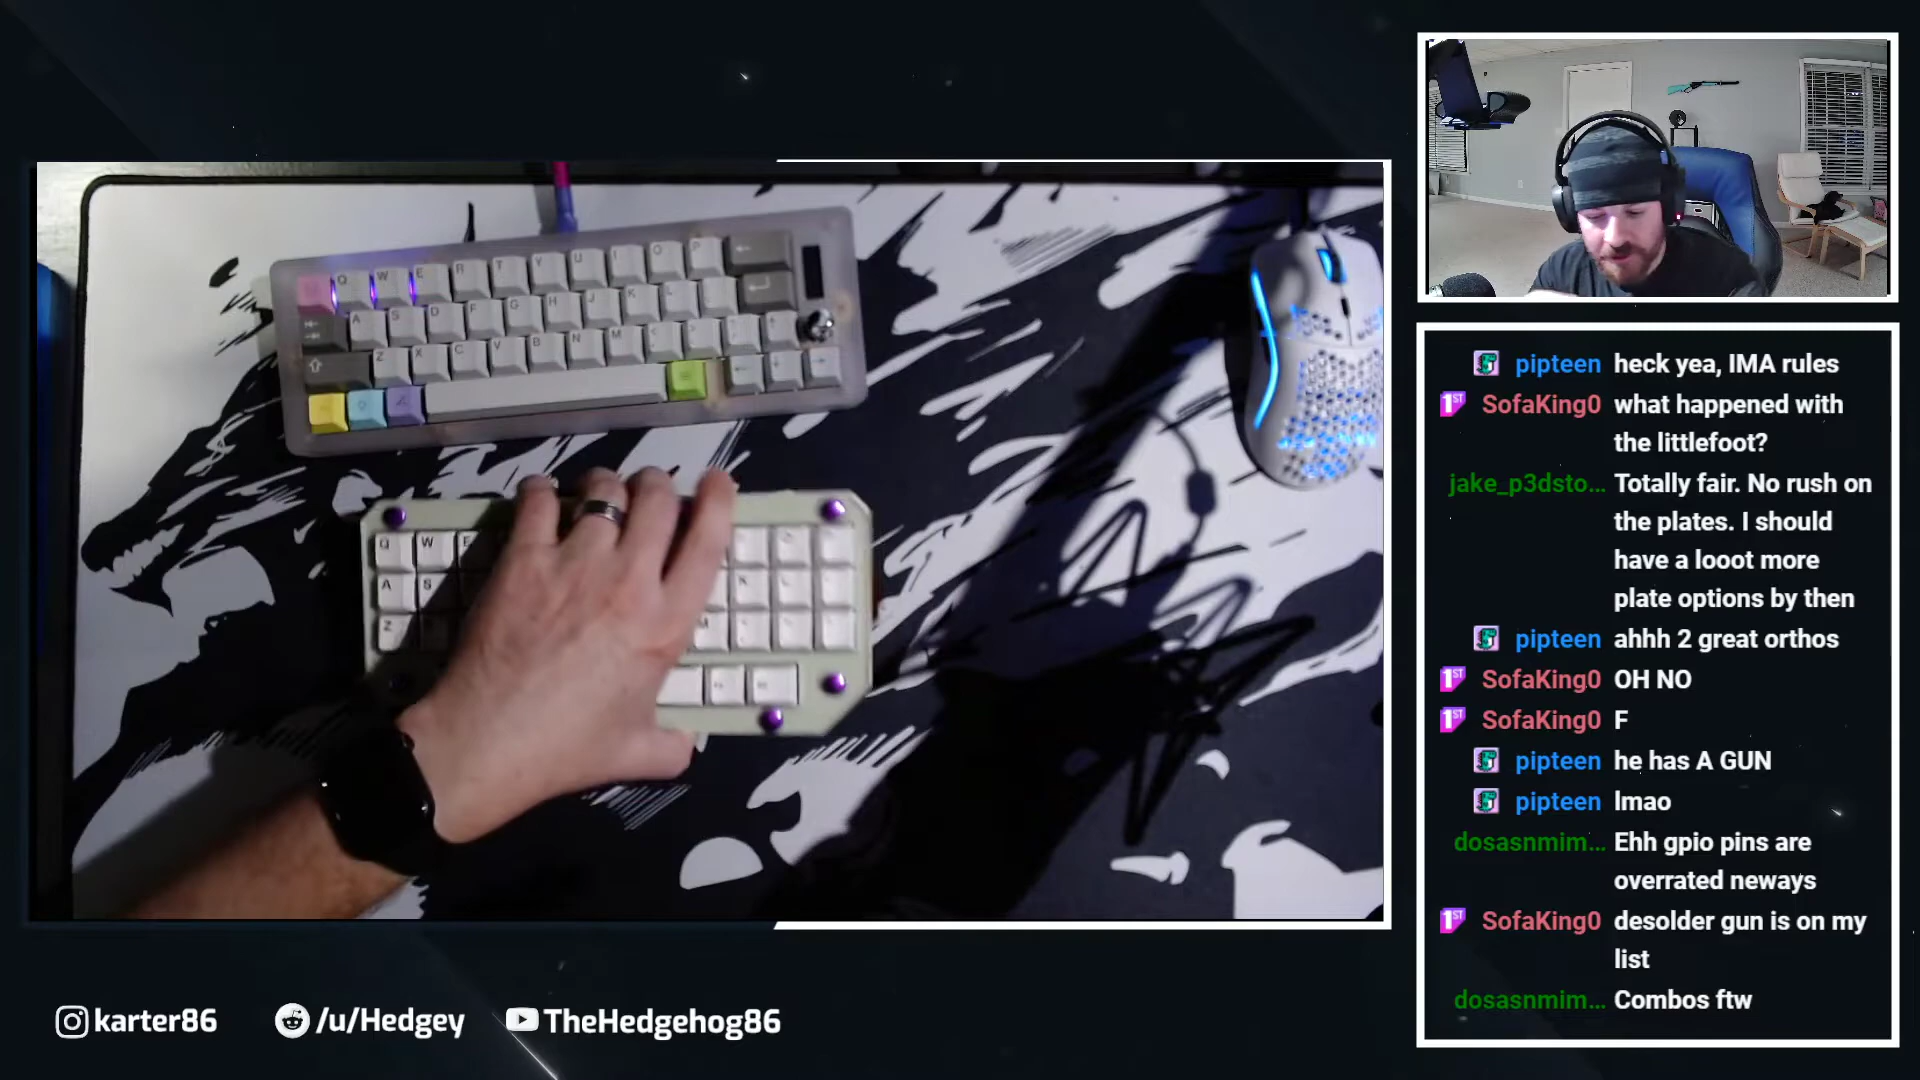 Q W E R T Y U I O P
A S D F G H J K L
Z X C V B N M
Q W E
A S K L
Z M
pipteen heck yea, IMA rules
SofaKing0 what happened with
the littlefoot?
jake_p3dsto... Totally fair. No rush on
the plates. I should
have a looot more
plate options by then
pipteen ahhh 2 great orthos
SofaKing0 OH NO
SofaKing0 F
pipteen he has A GUN
pipteen lmao
dosasnmim... Ehh gpio pins are
overrated neways
SofaKing0 desolder gun is on my
list
dosasnmim... Combos ftw
karter86 /u/Hedgey TheHedgehog86